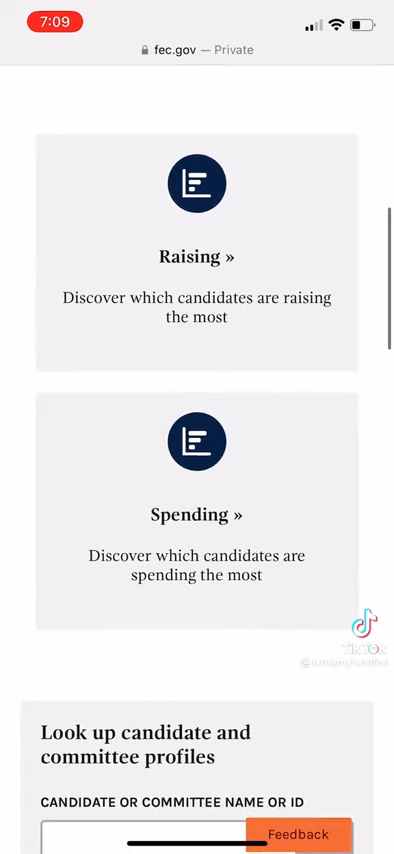 7:09
fec.gov — Private
Raising »
Discover which candidates are raising
the most
Spending »
Discover which candidates are
spending the most
TikTok
Look up candidate and
committee profiles
CANDIDATE OR COMMITTEE NAME OR ID
Feedback